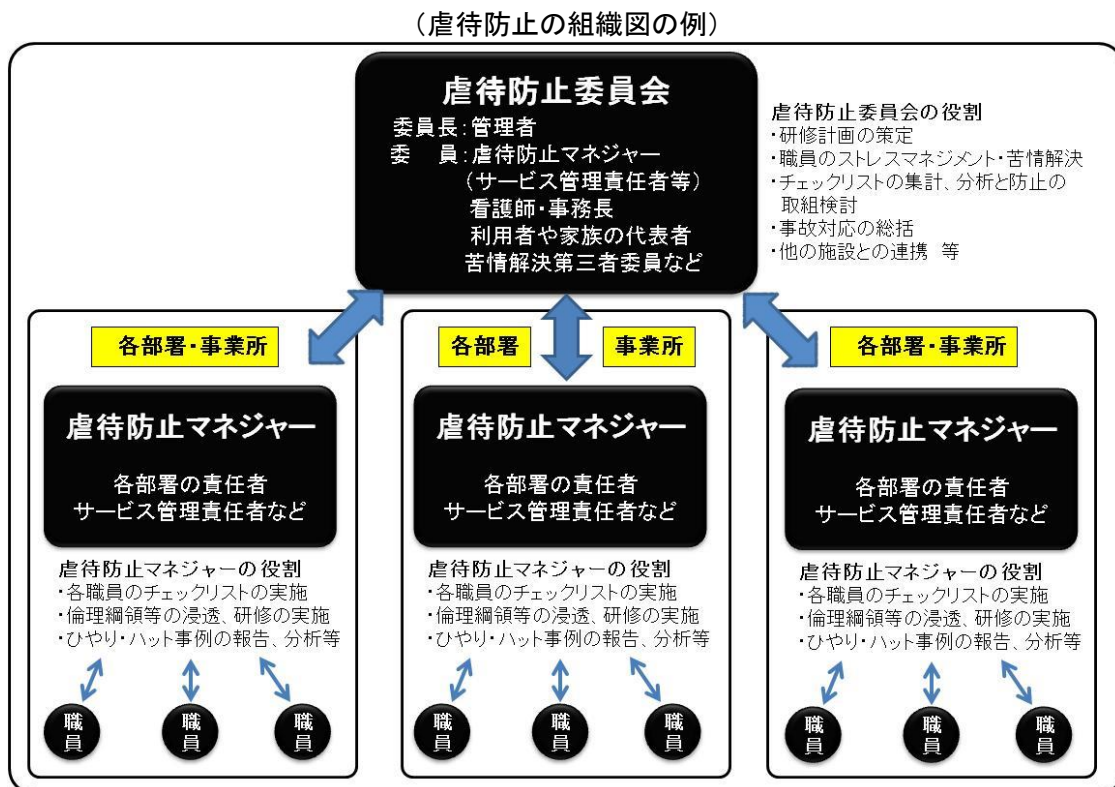 （虐待防止の組織図の例）
虐待防止委員会
委員長：管理者
委　員：虐待防止マネジャー
（サービス管理責任者等）
看護師・事務長
利用者や家族の代表者
苦情解決第三者委員など
虐待防止委員会の役割
・研修計画の策定
・職員のストレスマネジメント・苦情解決
・チェックリストの集計、分析と防止の
取組検討
・事故対応の総括
・他の施設との連携 等
各部署・事業所
虐待防止マネジャー
各部署の責任者
サービス管理責任者など
虐待防止マネジャーの役割
・各職員のチェックリストの実施
・倫理綱領等の浸透、研修の実施
・ひやり・ハット事例の報告、分析等
職員
職員
職員
各部署
事業所
虐待防止マネジャー
各部署の責任者
サービス管理責任者など
虐待防止マネジャーの役割
・各職員のチェックリストの実施
・倫理綱領等の浸透、研修の実施
・ひやり・ハット事例の報告、分析等
職員
職員
職員
各部署・事業所
虐待防止マネジャー
各部署の責任者
サービス管理責任者など
虐待防止マネジャーの役割
・各職員のチェックリストの実施
・倫理綱領等の浸透、研修の実施
・ひやり・ハット事例の報告、分析等
職員
職員
職員